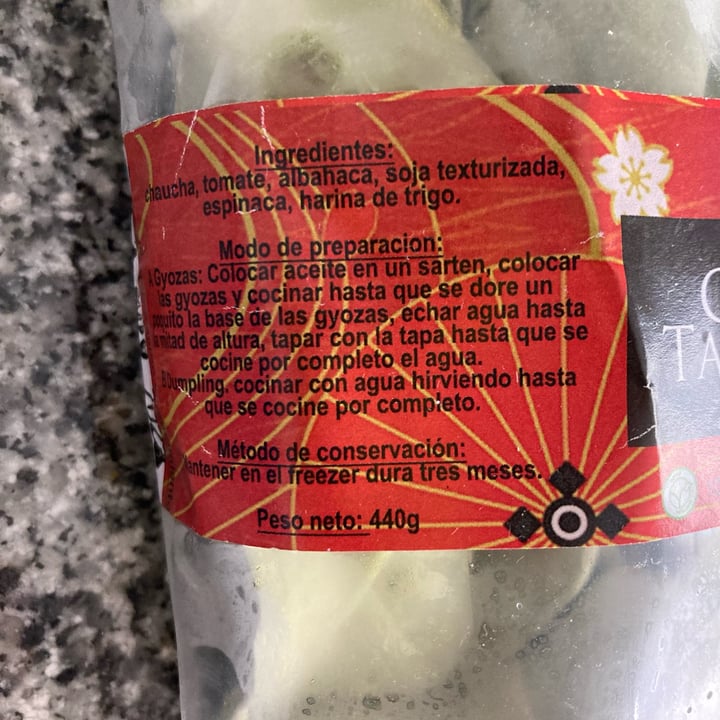 Ingredientes:
chaucha, tomate, albahaca, soja texturizada,
espinaca, harina de trigo.
Modo de preparacion:
A Gyozas: Colocar aceite en un sarten, colocar
las gyozas y cocinar hasta que se dore un
poquito la base de las gyozas, echar agua hasta
la mitad de altura, tapar con la tapa hasta que se
cocine por completo el agua.
B Dumpling, cocinar con agua hirviendo hasta
que se cocine por completo.
Método de conservación:
Mantener en el freezer dura tres meses.
Peso neto: 440g
TA